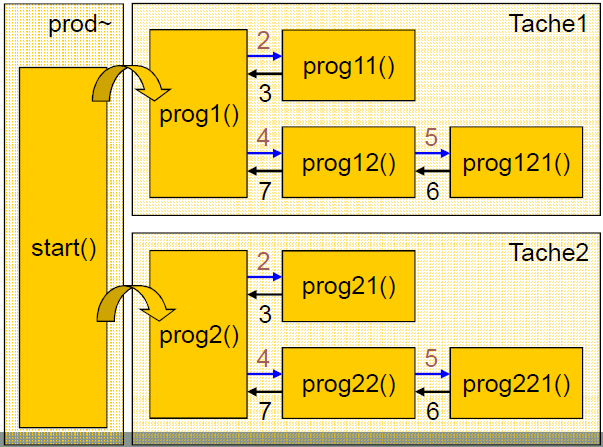 prod~
start()
Tache1
prog1()
2
3
prog11()
4
7
prog12()
5
6
prog121()
Tache2
prog2()
2
3
prog21()
4
7
prog22()
5
6
prog221()